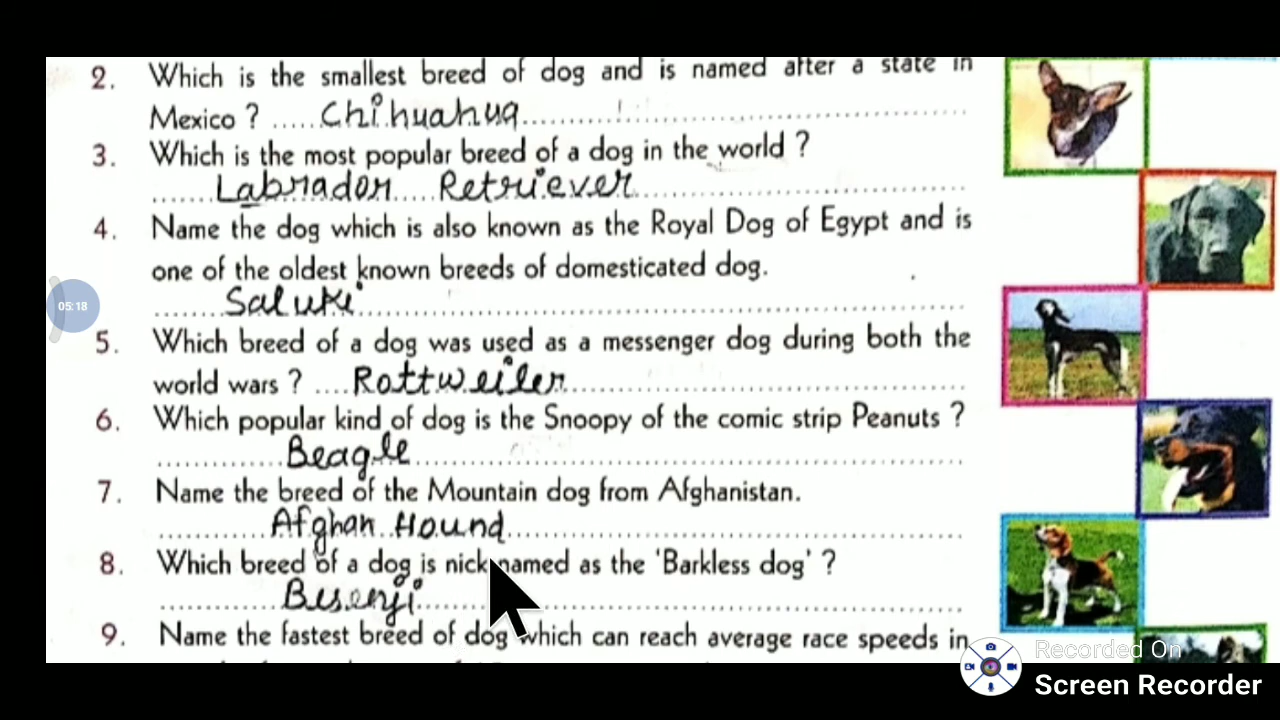 2. Which is the smallest breed of dog and is named after a state in
Mexico ? ..... Chihuahua ..............................
3. Which is the most popular breed of a dog in the world ?
....... Labrador ..... Retriever ..............................
4. Name the dog which is also known as the Royal Dog of Egypt and is
one of the oldest known breeds of domesticated dog.
....... Saluki ..............................
05:18
5. Which breed of a dog was used as a messenger dog during both the
world wars ? .... Rottweiler ..............................
6. Which popular kind of dog is the Snoopy of the comic strip Peanuts ?
............. Beagle ..............................
7. Name the breed of the Mountain dog from Afghanistan.
............ Afghan Hound ..............................
8. Which breed of a dog is nick named as the 'Barkless dog' ?
............. Besenji ..............................
9. Name the fastest breed of dog which can reach average race speeds in
Recorded On
Screen Recorder